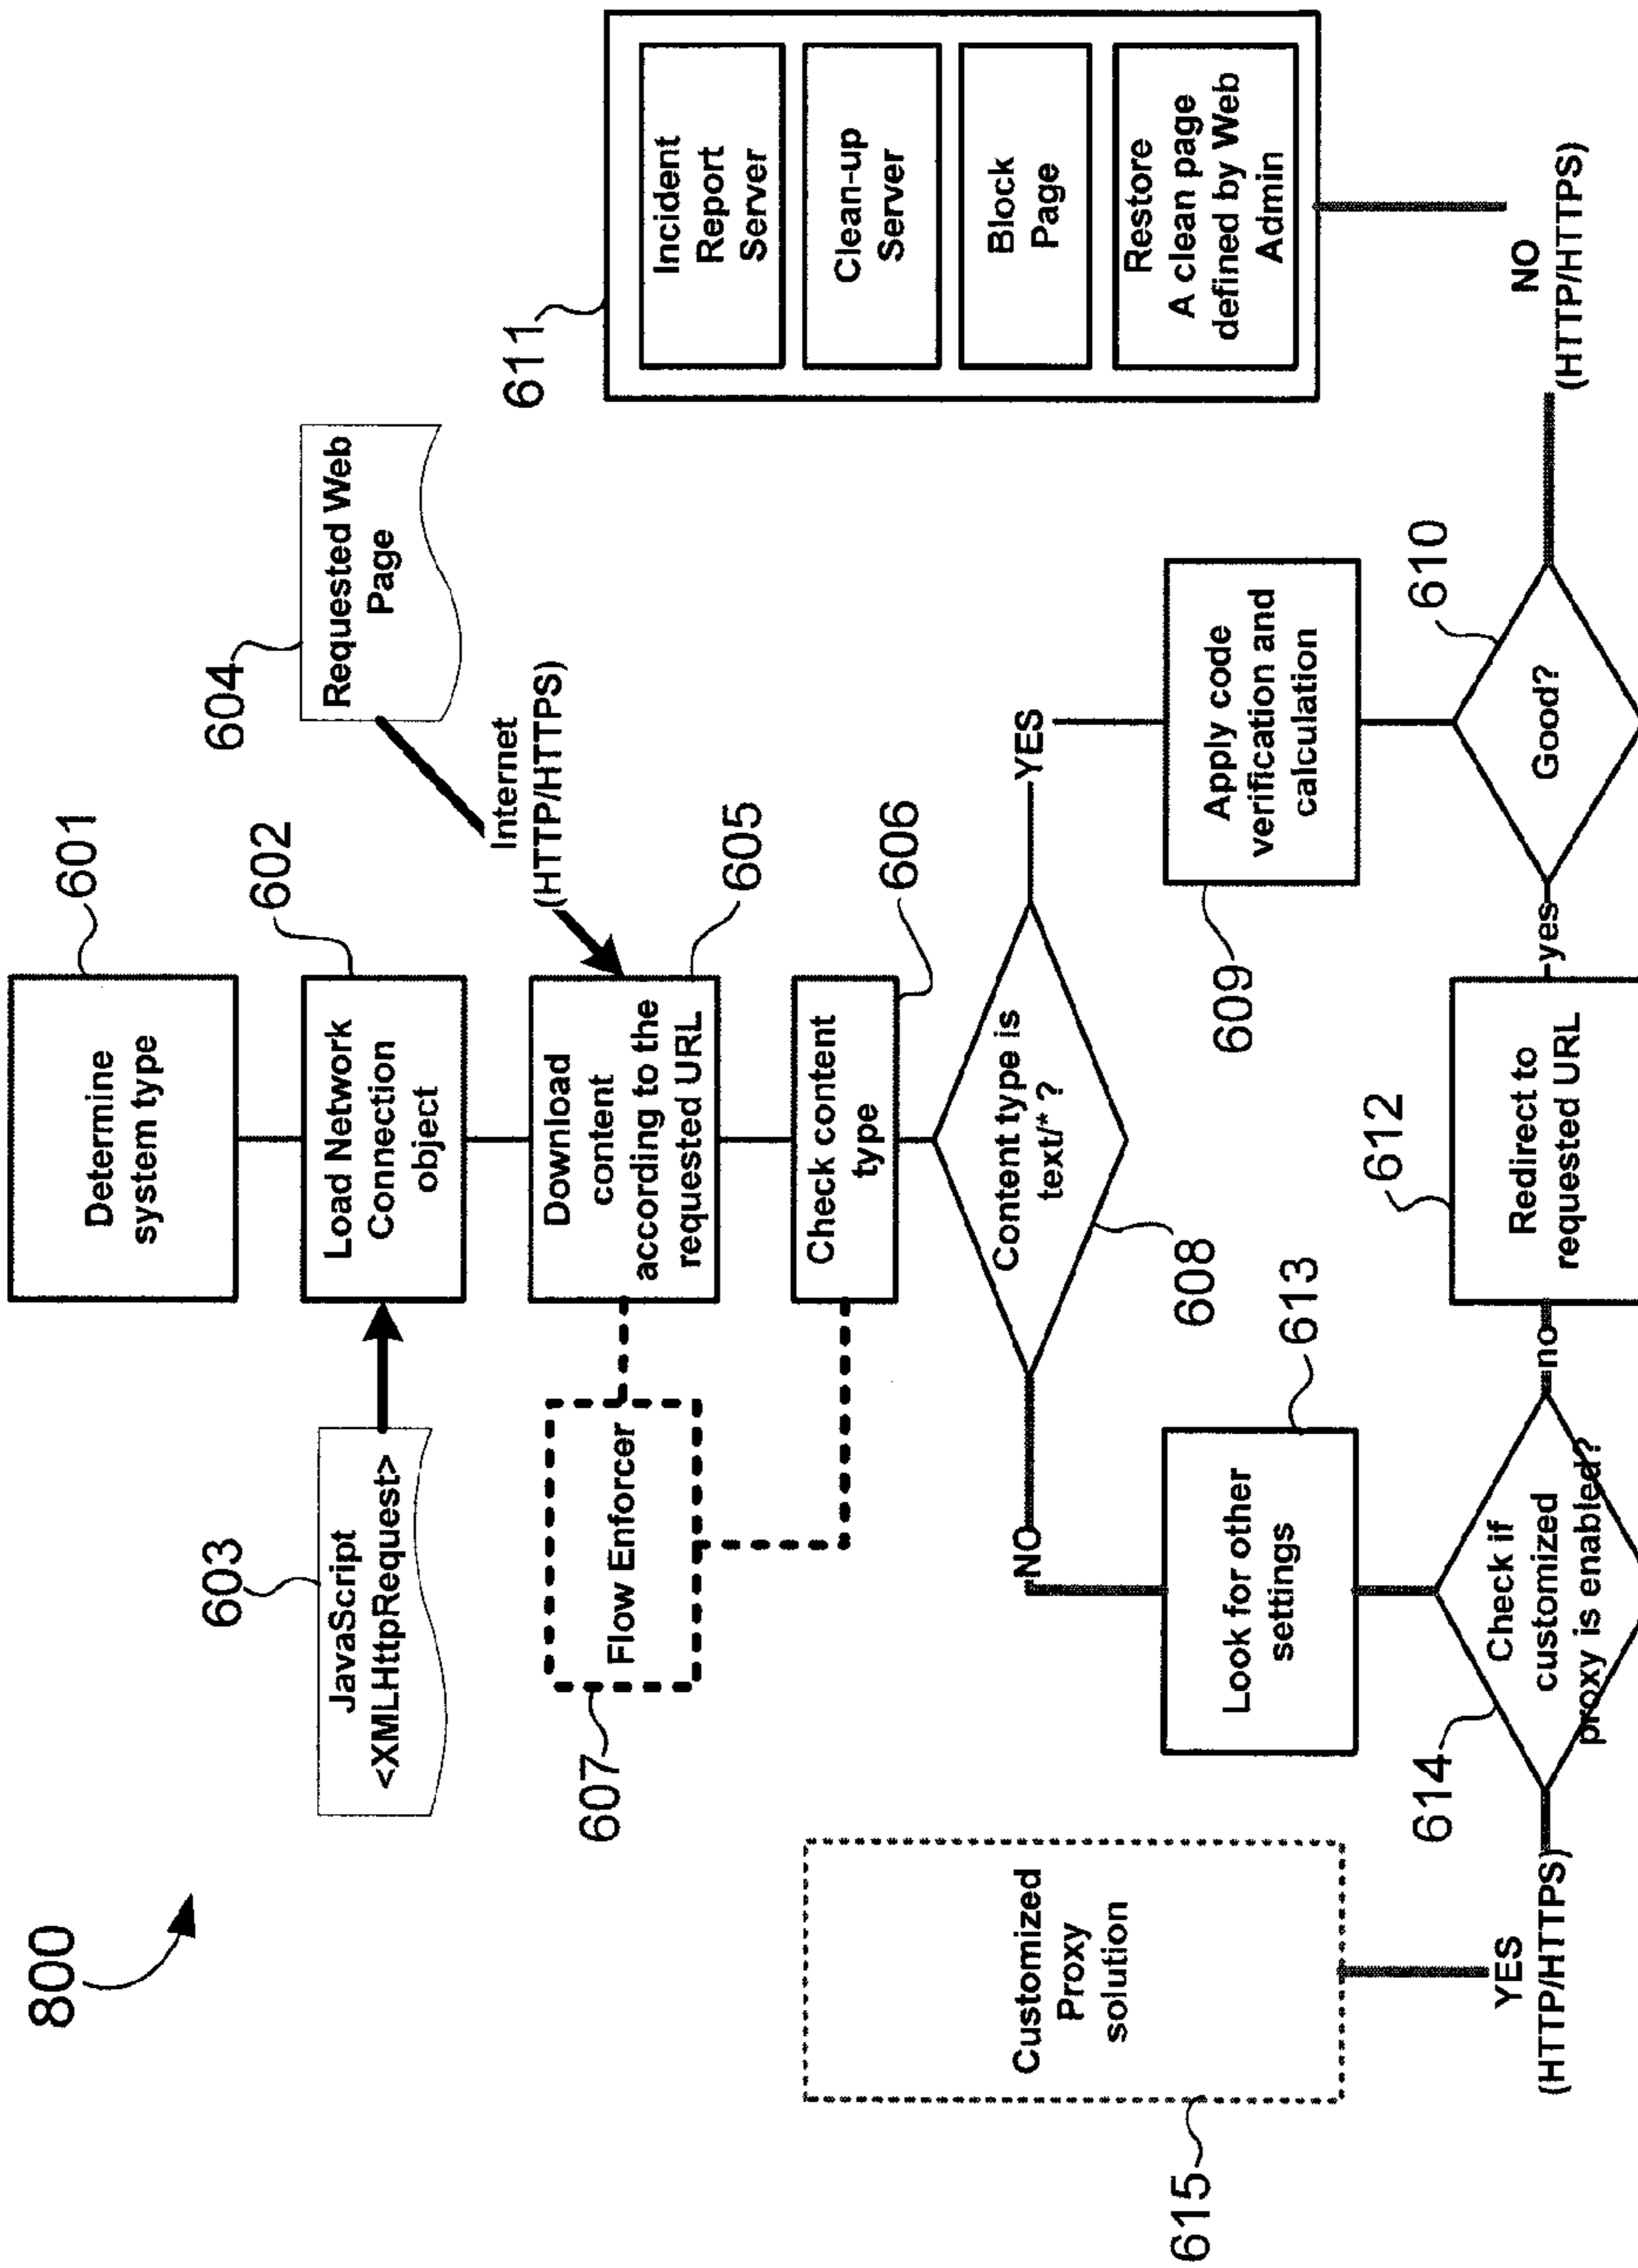 800
601
Determine
system type
603
JavaScript
<XMLHttpRequest>
602
Load Network
Connection
object
604
Requested Web
Page
Internet
(HTTP/HTTPS)
605
Download
content
according to the
requested URL
607
Flow Enforcer
606
Check content
type
608
Content type is
text/* ?
YES
NO
609
Apply code
verification and
calculation
610
Good?
NO
(HTTP/HTTPS)
611
Incident
Report
Server
Clean-up
Server
Block
Page
Restore
A clean page
defined by Web
Admin
yes
612
Redirect to
requested URL
no
613
Look for other
settings
614
Check if
customized
proxy is enabled?
YES
(HTTP/HTTPS)
615
Customized
Proxy
solution